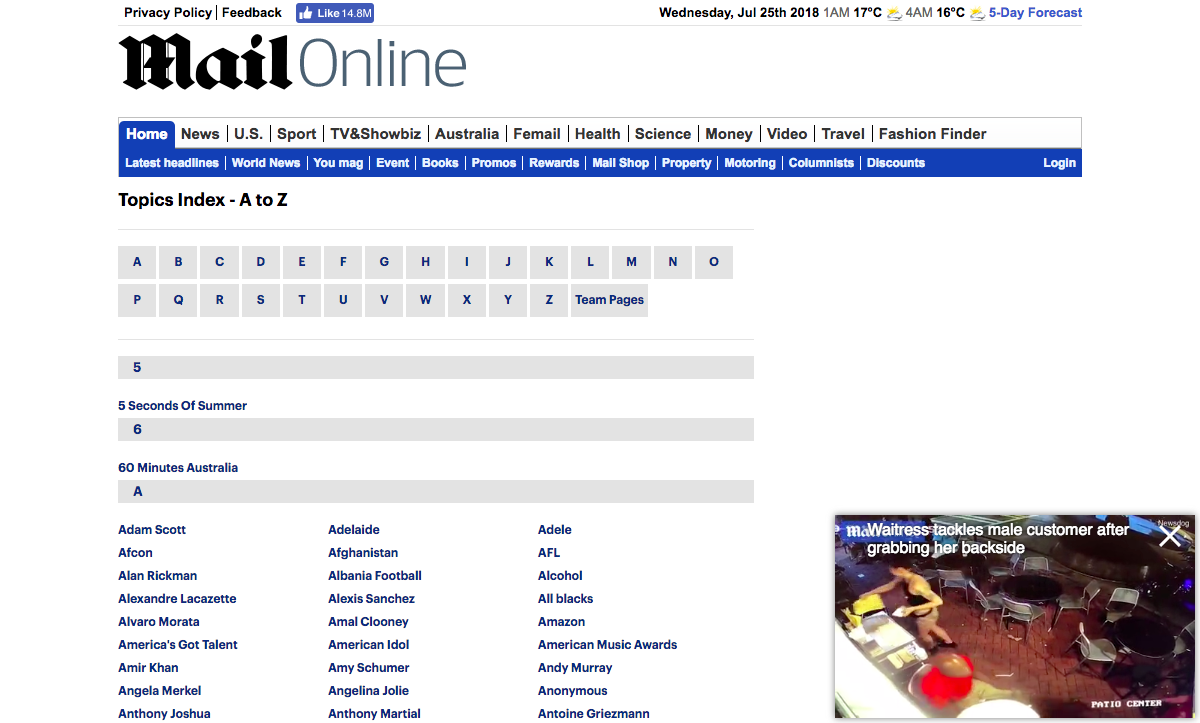 Privacy Policy Feedback Like 14.8M Wednesday, Jul 25th 2018 1AM 17°C 4AM 16°C 5-Day Forecast
Mail Online
Home News U.S. Sport TV&Showbiz Australia Femail Health Science Money Video Travel Fashion Finder
Latest headlines World News You mag Event Books Promos Rewards Mail Shop Property Motoring Columnists Discounts Login
Topics Index - A to Z
A B C D E F G H I J K L M N O
P Q R S T U V W X Y Z Team Pages
5
5 Seconds Of Summer
6
60 Minutes Australia
A
Adam Scott Adelaide Adele
Afcon Afghanistan AFL
Alan Rickman Albania Football Alcohol
Alexandre Lacazette Alexis Sanchez All blacks
Alvaro Morata Amal Clooney Amazon
America's Got Talent American Idol American Music Awards
Amir Khan Amy Schumer Andy Murray
Angela Merkel Angelina Jolie Anonymous
Anthony Joshua Anthony Martial Antoine Griezmann
Newsdog
Waitress tackles male customer after
grabbing her backside
PATIO CENTER